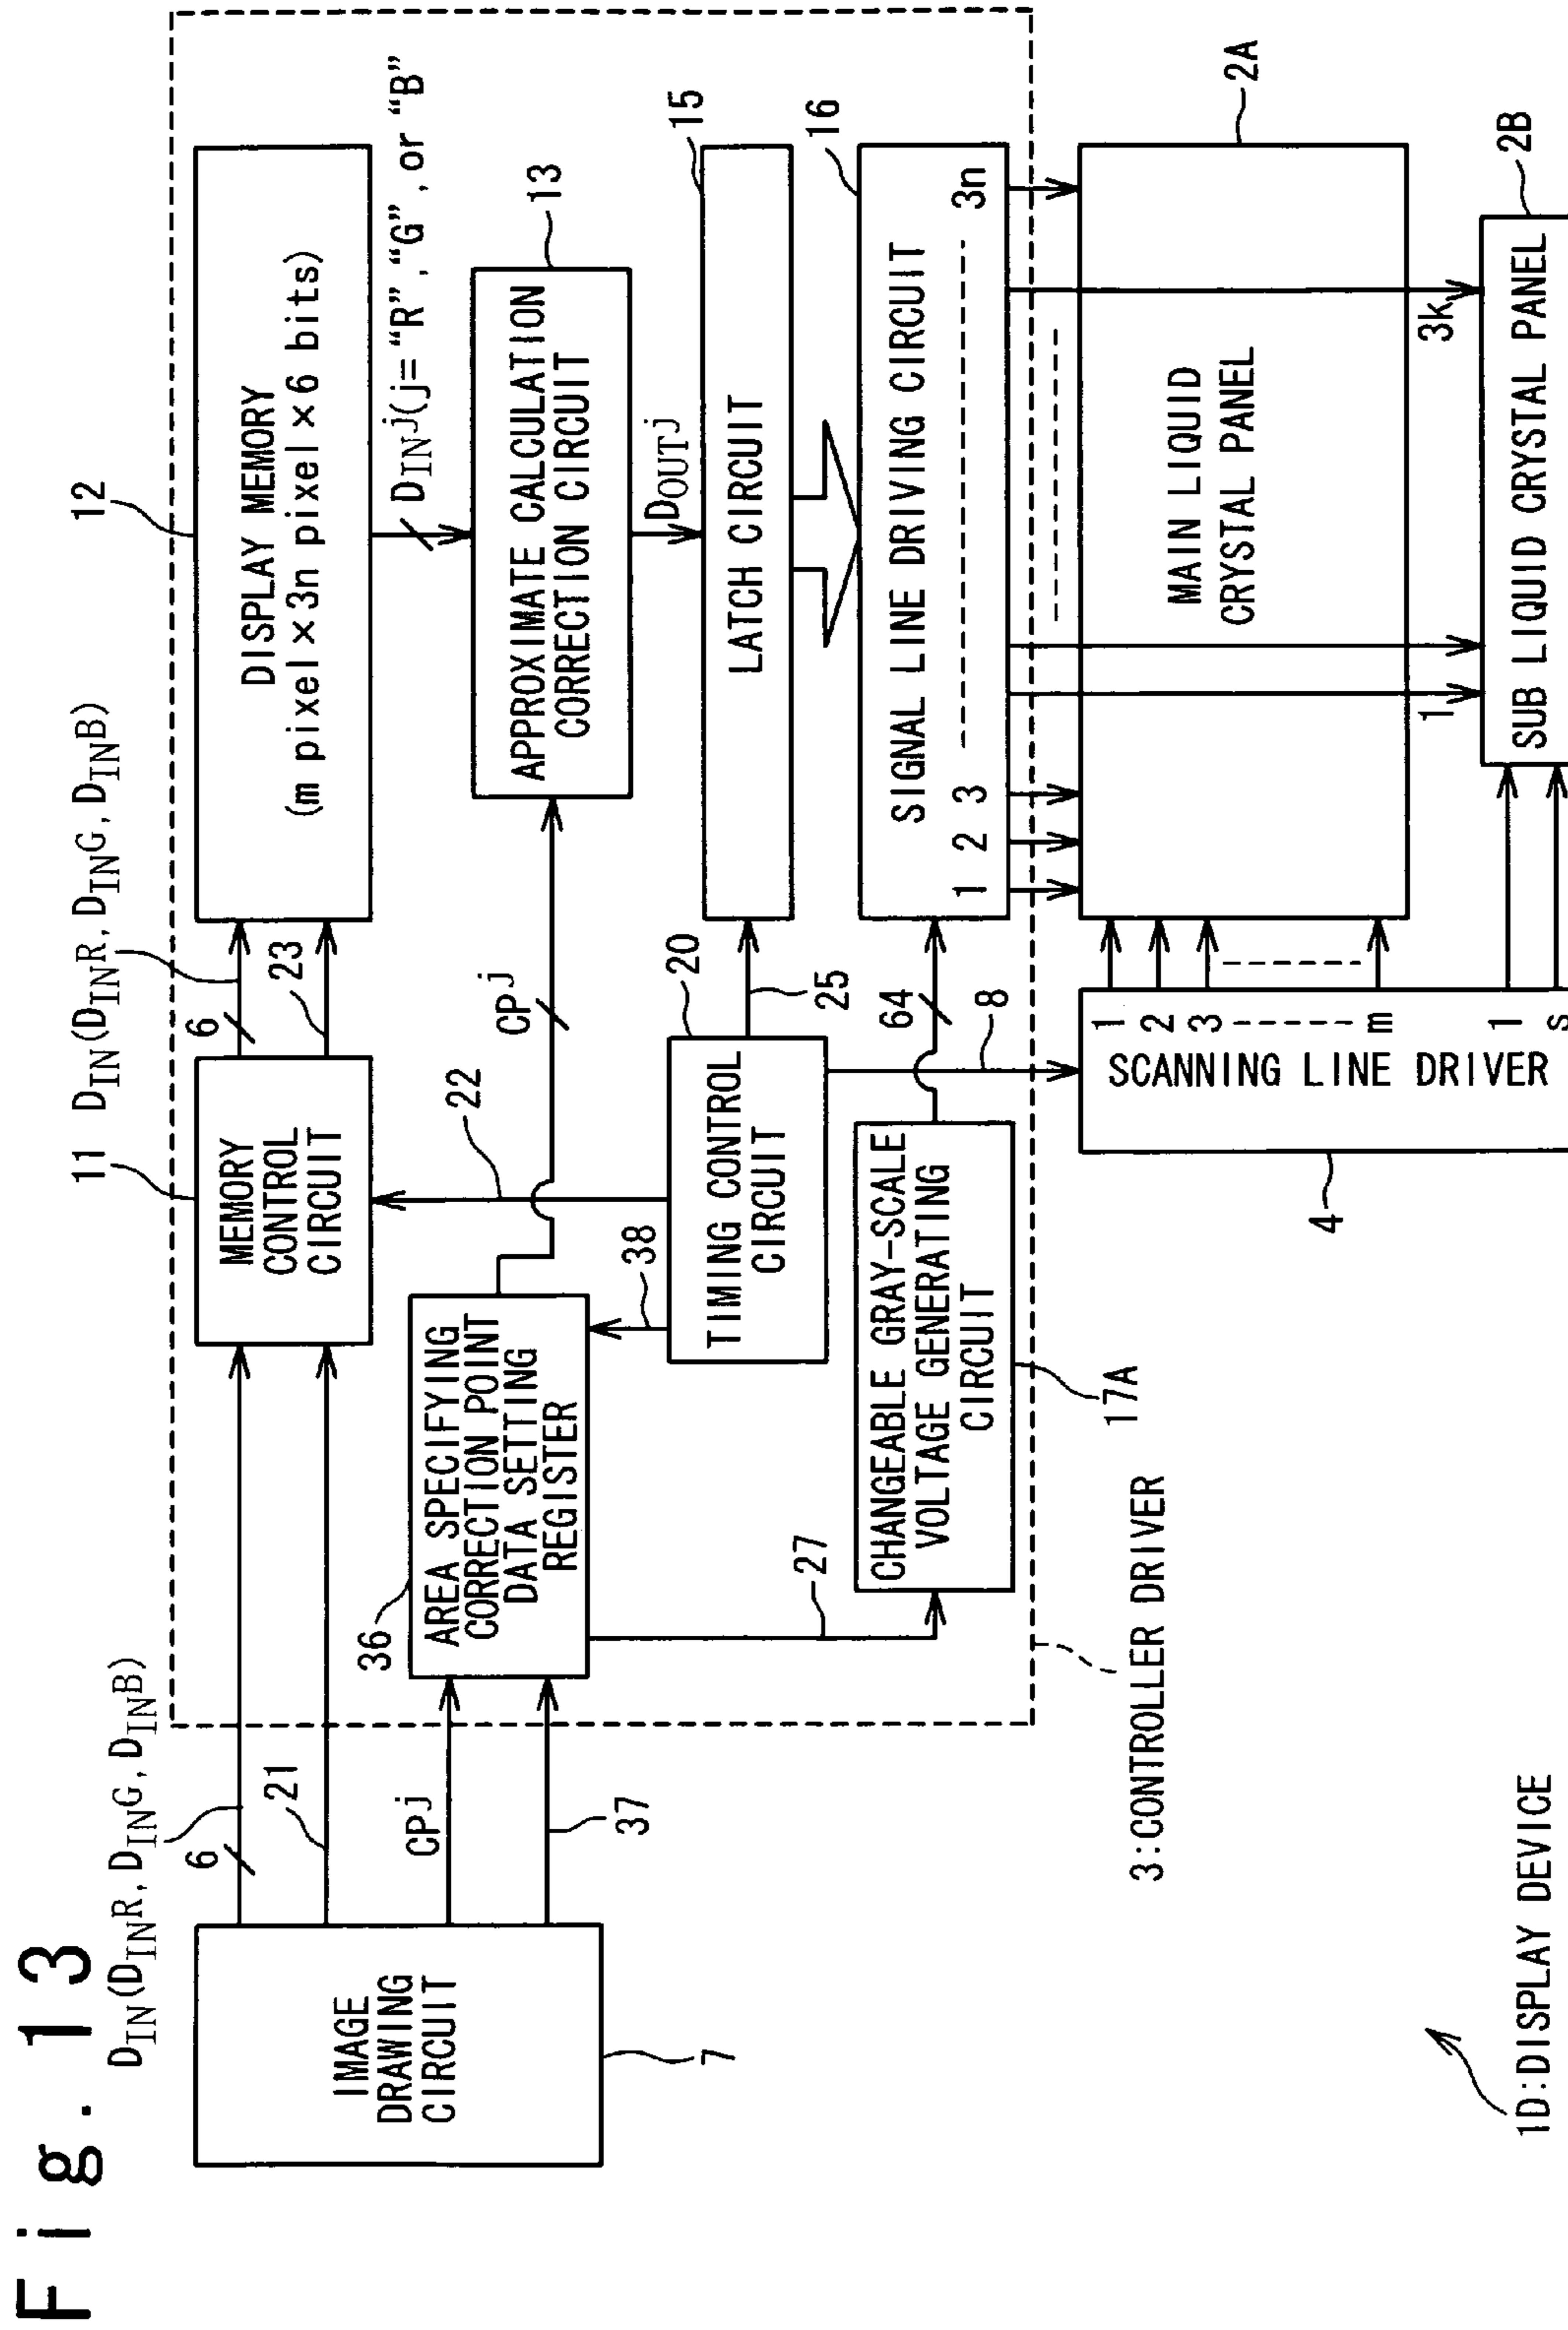 Fig. 13
D_IN(D_IN^R, D_IN^G, D_IN^B)
6
21
CP^j
37
IMAGE
DRAWING
CIRCUIT
7
11
D_IN(D_IN^R, D_IN^G, D_IN^B)
6
23
MEMORY
CONTROL
CIRCUIT
12
DISPLAY MEMORY
(m pixel×3n pixel×6 bits)
D_IN^j(j="R","G",or"B"
22
36
AREA SPECIFYING
CORRECTION POINT
DATA SETTING
REGISTER
38
CP^j
13
APPROXIMATE CALCULATION
CORRECTION CIRCUIT
D_OUT^j
20
TIMING CONTROL
CIRCUIT
25
15
LATCH CIRCUIT
27
CHANGEABLE GRAY-SCALE
VOLTAGE GENERATING
CIRCUIT
17A
64
8
16
SIGNAL LINE DRIVING CIRCUIT
1 2 3 3n
3:CONTROLLER DRIVER
1
2
3
m
1
s
SCANNING LINE DRIVER
4
2A
MAIN LIQUID
CRYSTAL PANEL
1
3k
2B
SUB LIQUID CRYSTAL PANEL
1D:DISPLAY DEVICE